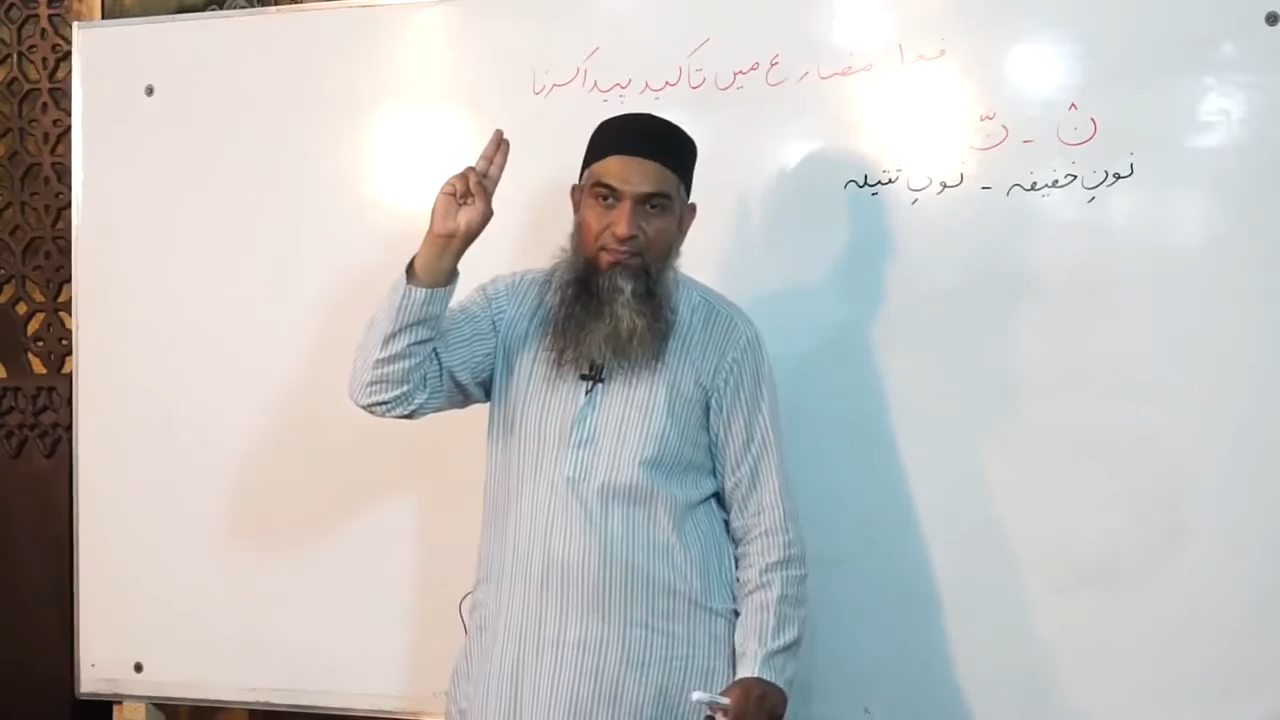 فعل مضارع میں تاکید پیدا کرنا
نْ - نّ
نونِ خفیفہ - نونِ ثقیلہ